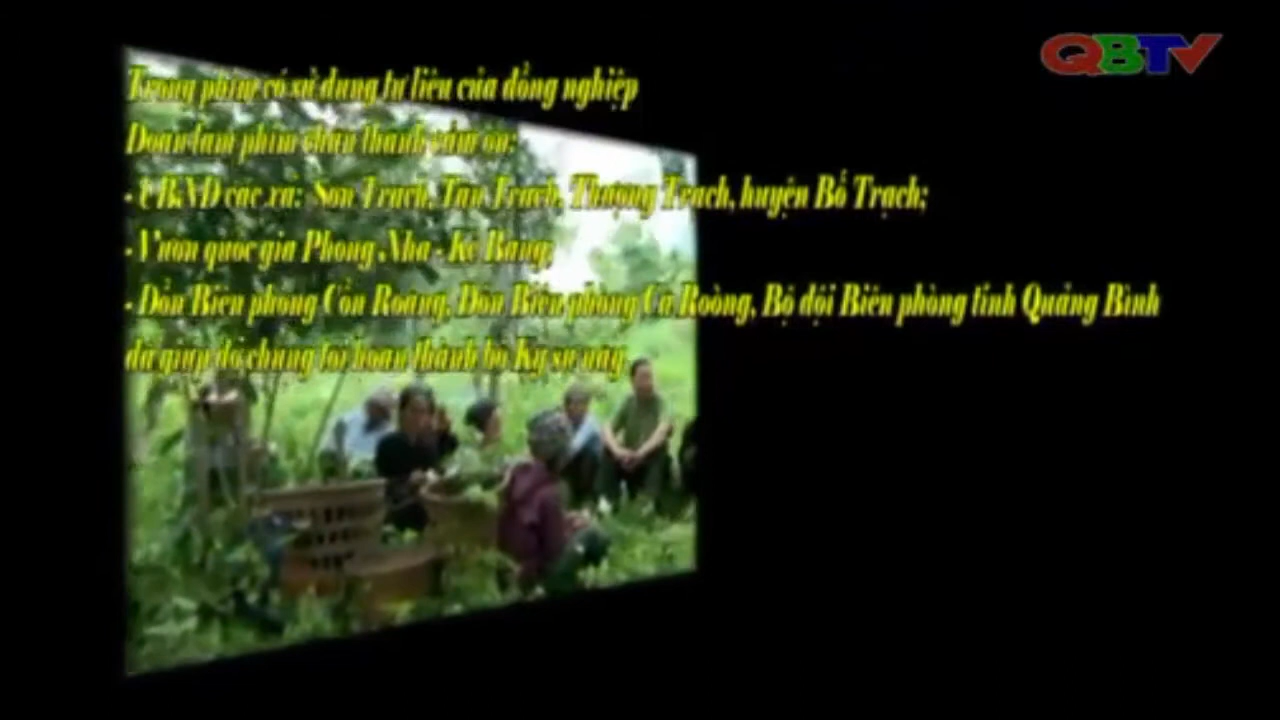 QBTV
Trong phim có sử dụng tư liệu của đồng nghiệp
Đoàn làm phim chân thành cảm ơn:
- UBND các xã: Sơn Trạch, Tân Trạch, Thượng Trạch, huyện Bố Trạch;
- Vườn quốc gia Phong Nha - Kẻ Bàng;
- Đồn Biên phòng Cồn Roàng, Đồn Biên phòng Cà Roòng, Bộ đội Biên phòng tỉnh Quảng Bình
đã giúp đỡ chúng tôi hoàn thành bộ Ký sự này.